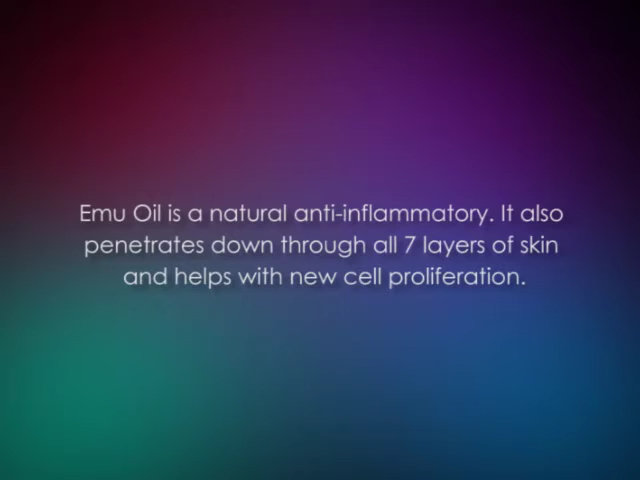 Emu Oil is a natural anti-inflammatory. It also
penetrates down through all 7 layers of skin
and helps with new cell proliferation.